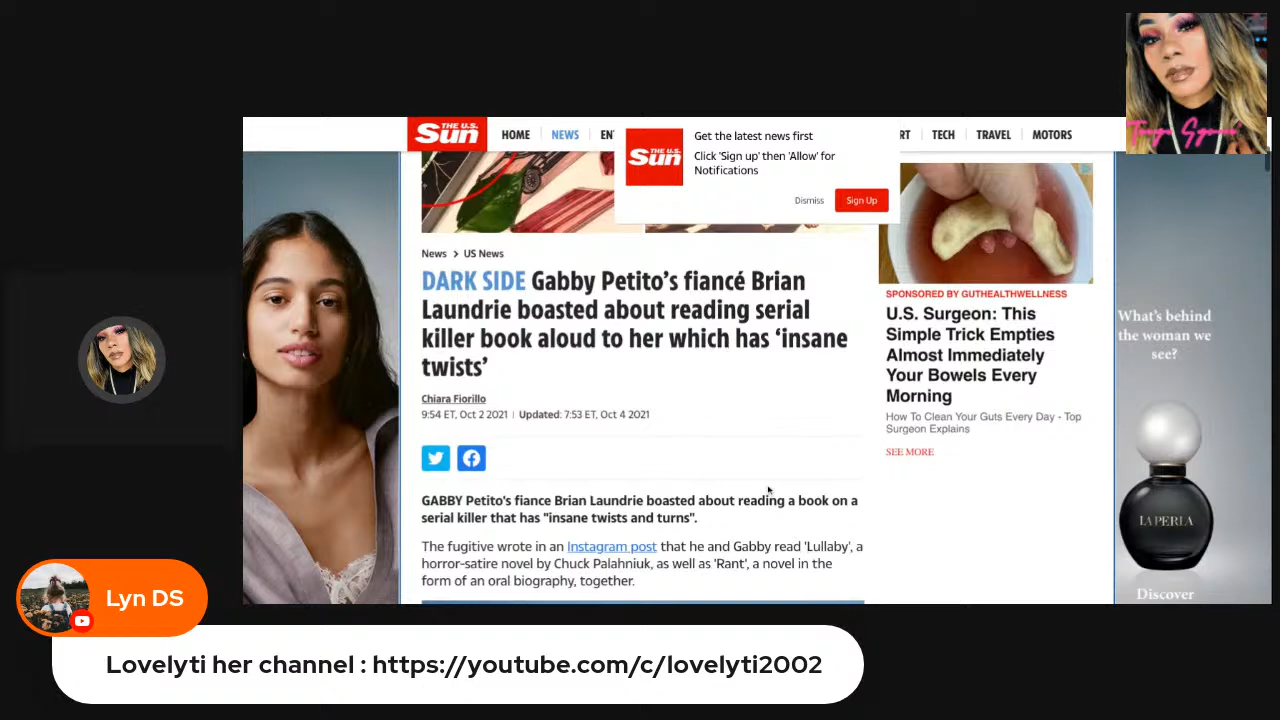 THE U.S.
Sun
HOME
NEWS
EN
RT
TECH
TRAVEL
MOTORS
THE U.S.
Sun
Get the latest news first
Click 'Sign up' then 'Allow' for
Notifications
Dismiss
Sign Up
News > US News
DARK SIDE Gabby Petito's fiancé Brian
Laundrie boasted about reading serial
killer book aloud to her which has 'insane
twists'
Chiara Fiorillo
9:54 ET, Oct 2 2021 | Updated: 7:53 ET, Oct 4 2021
GABBY Petito's fiance Brian Laundrie boasted about reading a book on a
serial killer that has "insane twists and turns".
The fugitive wrote in an Instagram post that he and Gabby read 'Lullaby', a
horror-satire novel by Chuck Palahniuk, as well as 'Rant', a novel in the
form of an oral biography, together.
SPONSORED BY GUTHEALTHWELLNESS
U.S. Surgeon: This
Simple Trick Empties
Almost Immediately
Your Bowels Every
Morning
How To Clean Your Guts Every Day - Top
Surgeon Explains
SEE MORE
What's behind
the woman we
see?
LA PERLA
Discover
Lyn DS
Lovelyti her channel : https://youtube.com/c/lovelyti2002